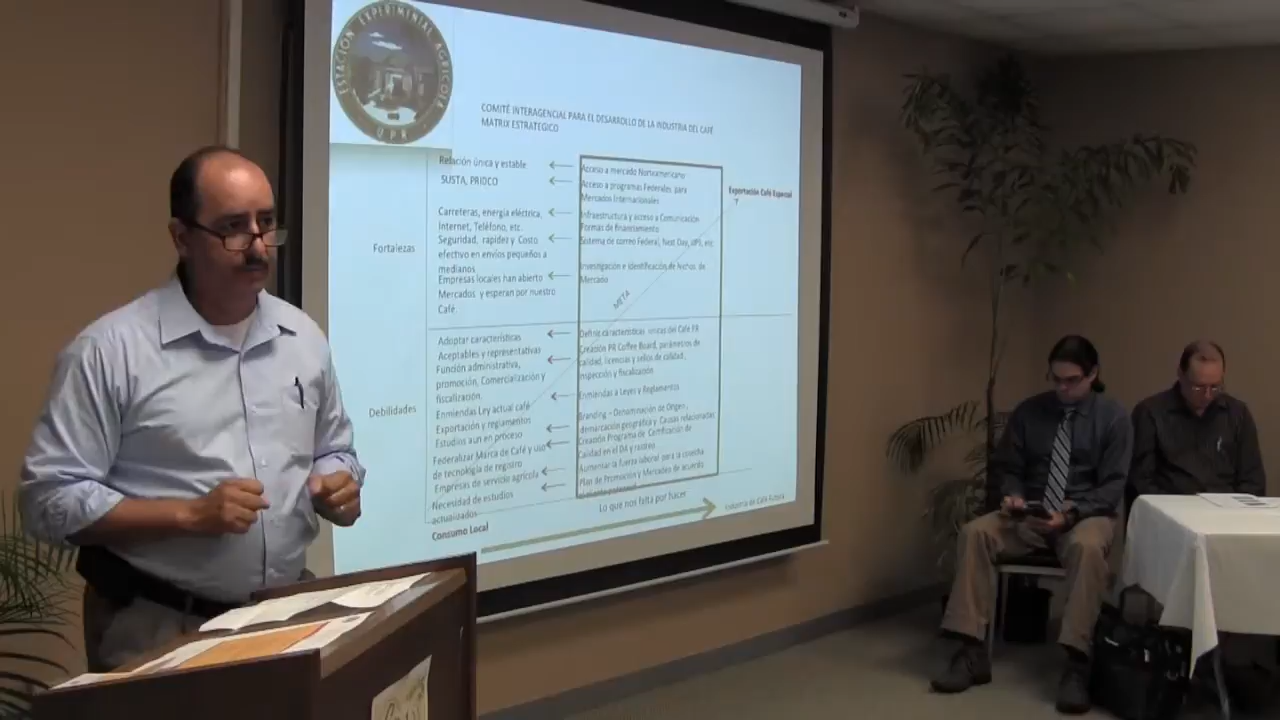 ESTACIÓN EXPERIMENTAL AGRÍCOLA
UPR
COMITÉ INTERAGENCIAL PARA EL DESARROLLO DE LA INDUSTRIA DEL CAFÉ
MATRIX ESTRATEGICO
Fortalezas
Relación única y estable
SUSTA, PRIDCO
Carreteras, energía eléctrica,
Internet, Teléfono, etc.
Seguridad, rapidez y Costo
efectivo en envíos pequeños a
medianos
Empresas locales han abierto
Mercados y esperan por nuestro
Café.
Acceso a mercado Norteamericano
Acceso a programas Federales para
Mercados Internacionales
Infraestructura y acceso a Comunicación
Formas de financiamiento
Sistema de correo Federal, Next Day, UPS, etc
Investigación e identificación de Nichos de
Mercado
Exportación Café Especial
META
Debilidades
Adoptar características
Aceptables y representativas
Función administrativa,
promoción, Comercialización y
fiscalización.
Enmiendas Ley actual café
Exportación y reglamentos
Estudios aun en proceso
Federalizar Marca de Café y uso
de tecnología de registro
Empresas de servicio agrícola
Necesidad de estudios
actualizados
Definir características unicas del Café PR
Creación PR Coffee Board, parámetros de
calidad, licencias y sellos de calidad,
inspección y fiscalización.
Enmiendas a Leyes y Reglamentos
Branding – Denominación de Origen,
demarcación geográfica y Causas relacionadas
Creación Programa de Certificación de
Calidad en el DA y rastreo
Aumentar la fuerza laboral para la cosecha
Plan de Promoción y Mercadeo de acuerdo
Consumo Local
Lo que nos falta por hacer
Industria de Café Futura